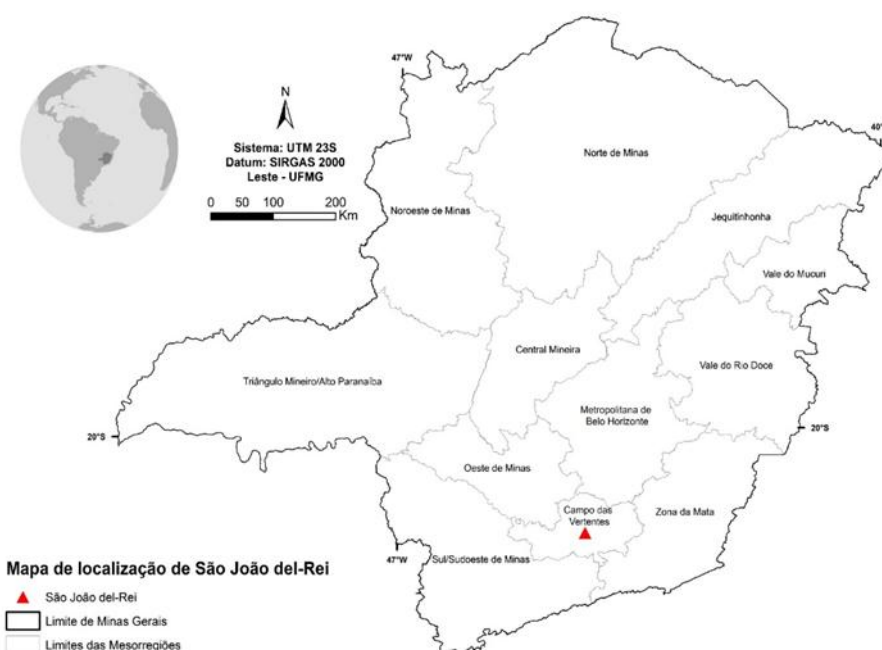 47°W
N
Sistema: UTM 23S
Datum: SIRGAS 2000
Leste - UFMG
0 50 100 200
Km
40°
Norte de Minas
Noroeste de Minas
Jequitinhonha
Vale do Mucuri
Central Mineira
Vale do Rio Doce
Triângulo Mineiro/Alto Paranaíba
Metropolitana de
Belo Horizonte
20°S
20°S
Oeste de Minas
Campo das
Vertentes
Zona da Mata
47°W
Sul/Sudoeste de Minas
Mapa de localização de São João del-Rei
São João del-Rei
Limite de Minas Gerais
Limites das Mesorregiões